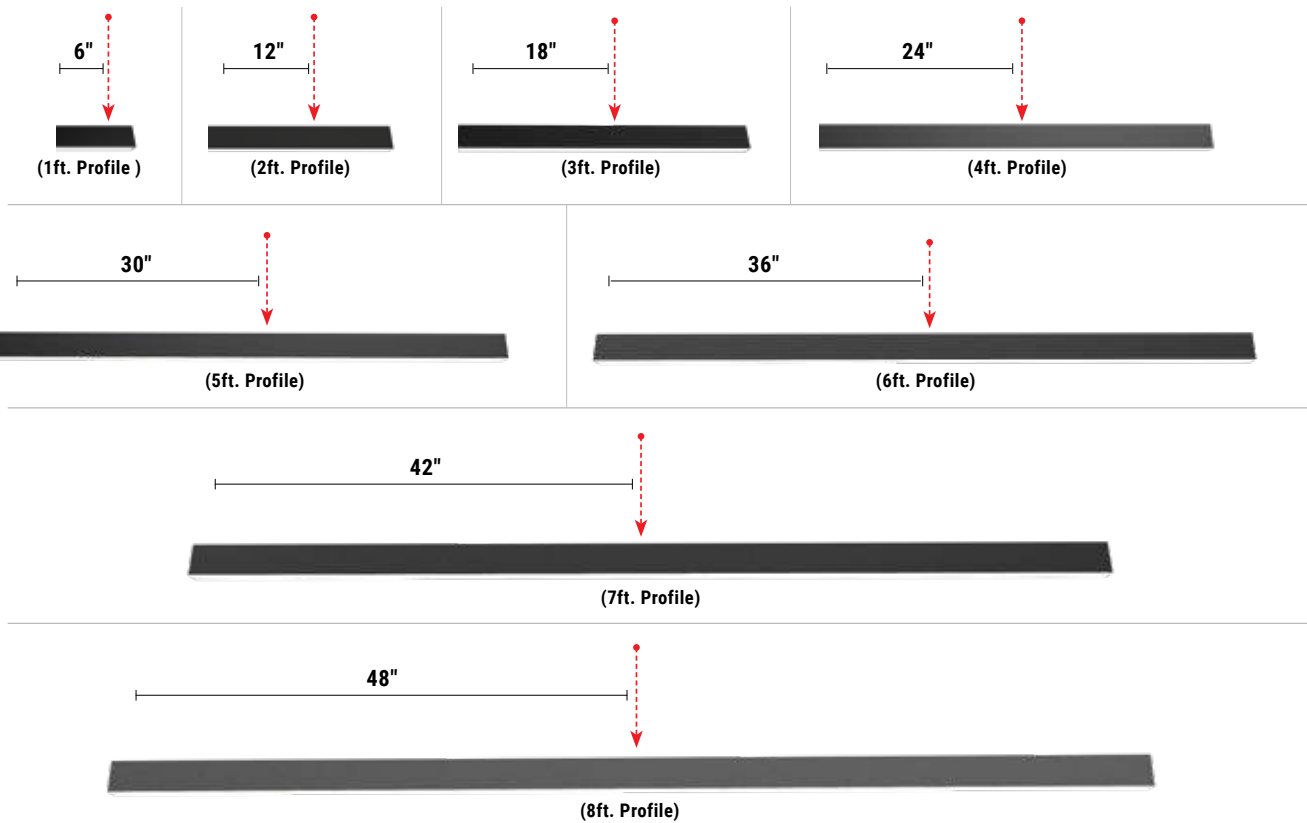 6"
12"
18"
24"
(1ft. Profile )
(2ft. Profile)
(3ft. Profile)
(4ft. Profile)
30"
36"
(5ft. Profile)
(6ft. Profile)
42"
(7ft. Profile)
48"
(8ft. Profile)